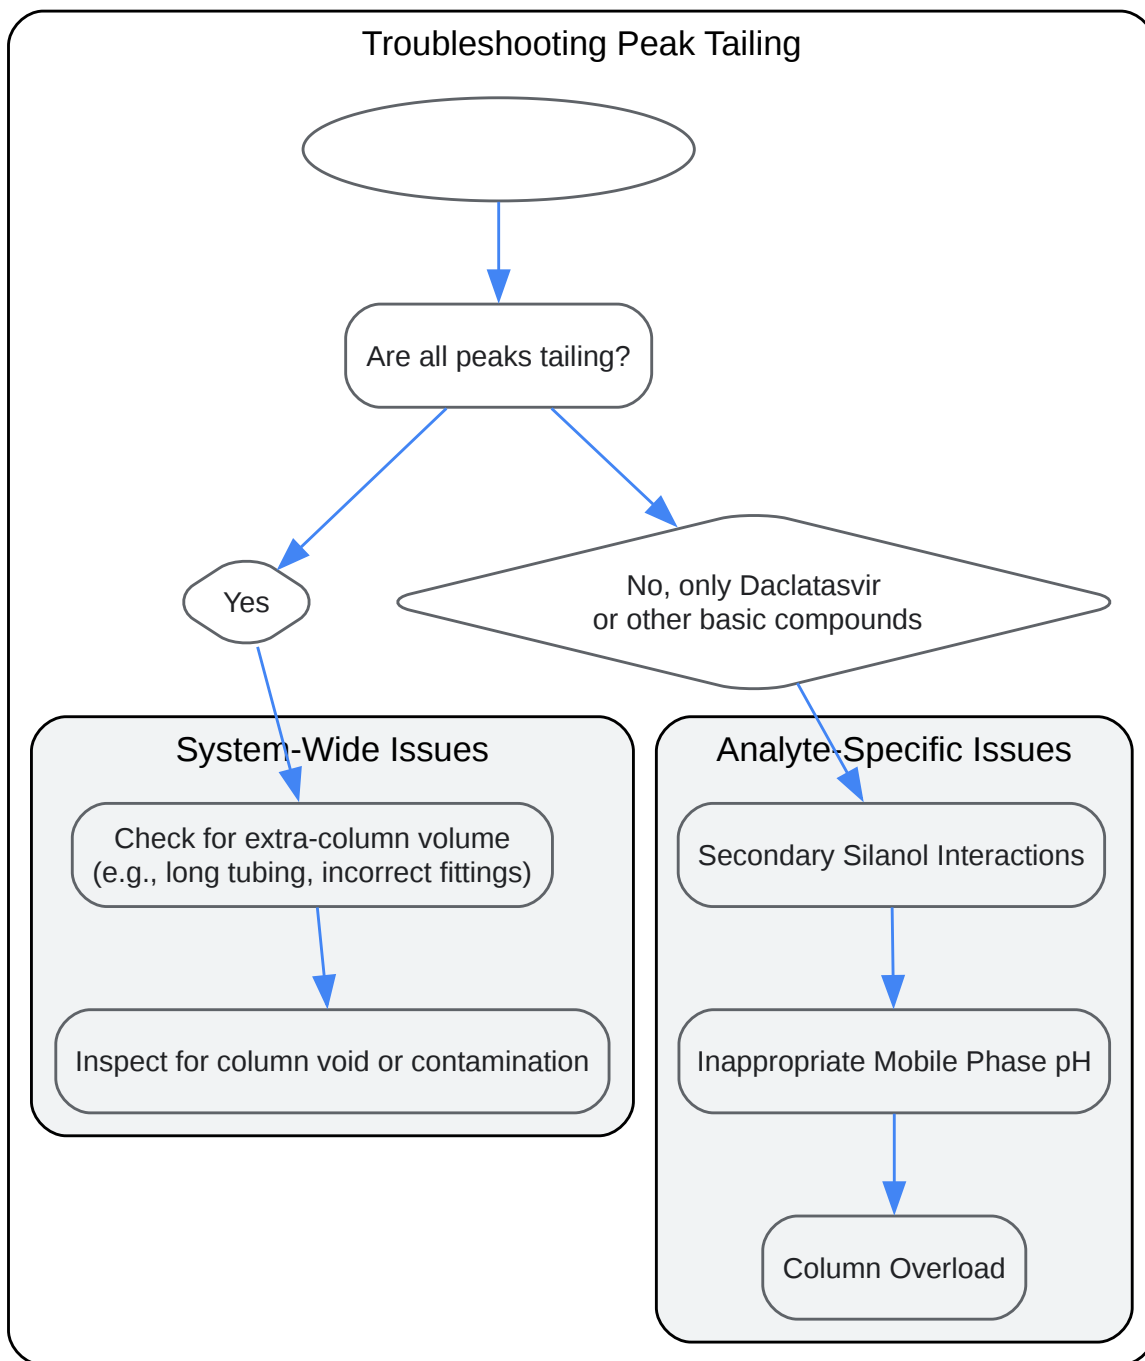 Troubleshooting Peak Tailing
Are all peaks tailing?
Yes
No, only Daclatasvir
or other basic compounds
System-Wide Issues
Check for extra-column volume
(e.g., long tubing, incorrect fittings)
Inspect for column void or contamination
Analyte-Specific Issues
Secondary Silanol Interactions
Inappropriate Mobile Phase pH
Column Overload